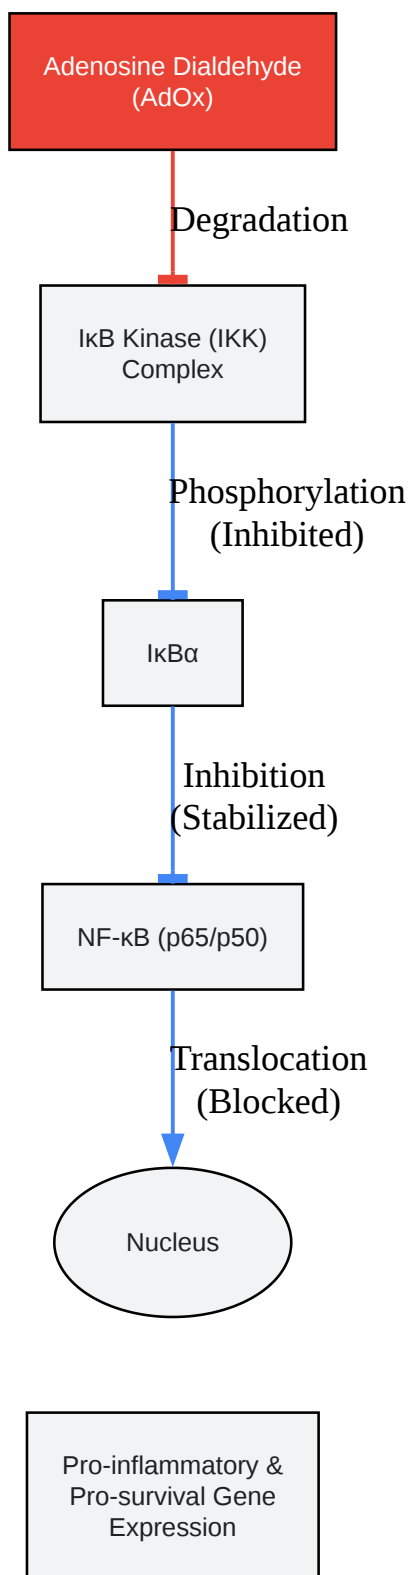 Adenosine Dialdehyde
(AdOx)
Degradation
IκB Kinase (IKK)
Complex
Phosphorylation
(Inhibited)
IκBα
Inhibition
(Stabilized)
NF-κB (p65/p50)
Translocation
(Blocked)
Nucleus
Pro-inflammatory &
Pro-survival Gene
Expression